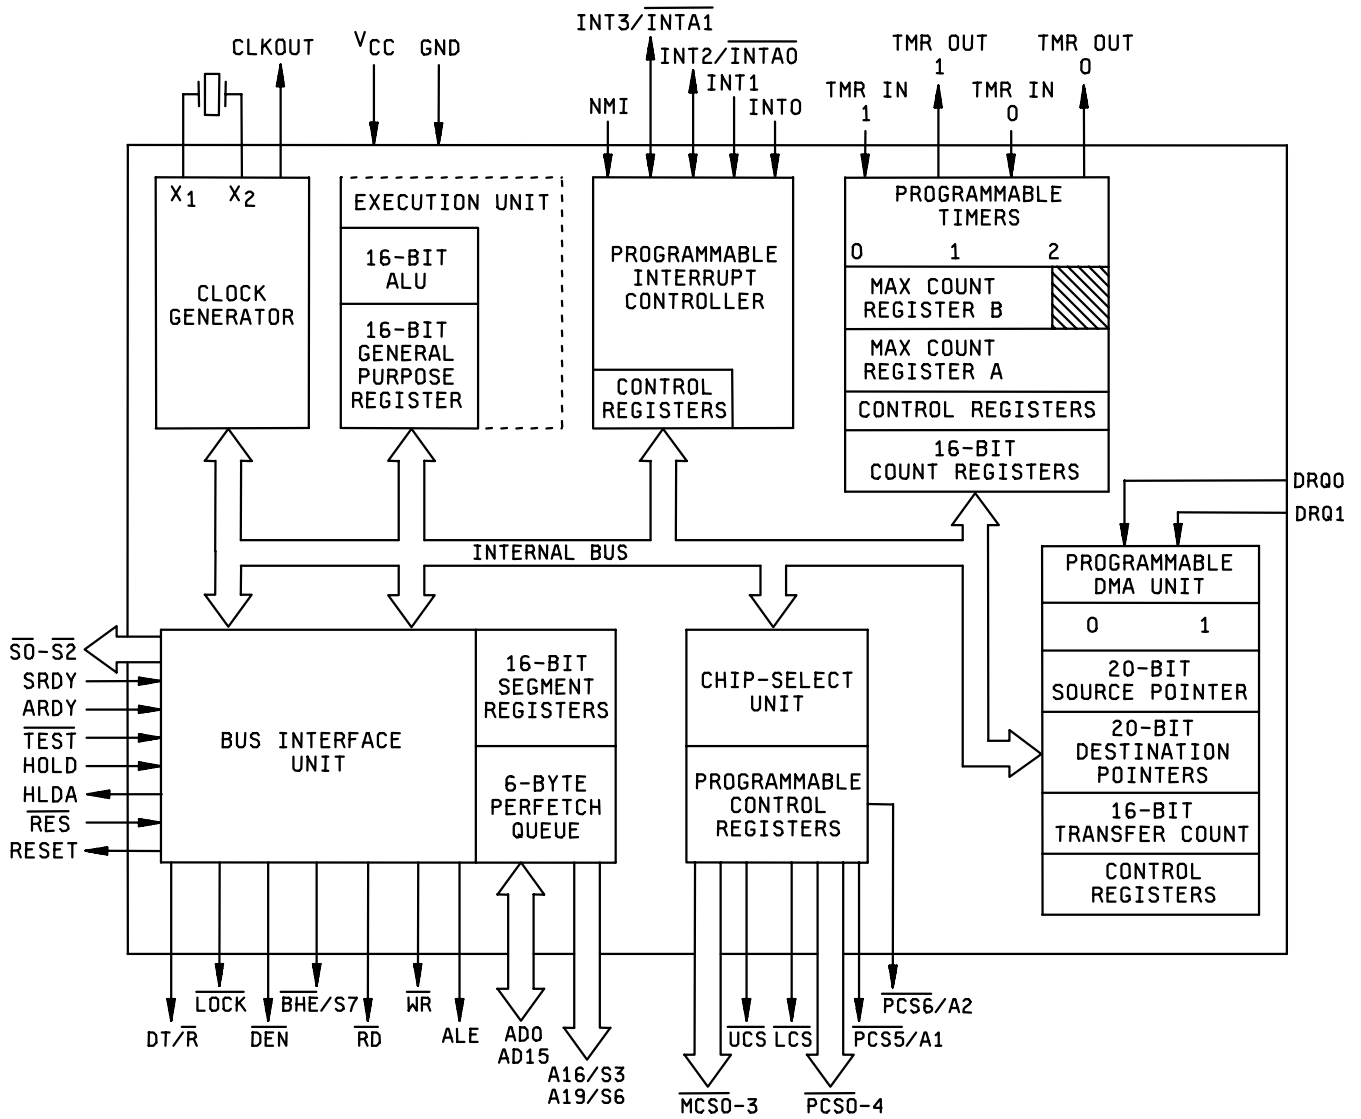 INT3/INTA1
CLKOUT
VCC
GND
INT2/INTA0
INT1
NMI
INT0
TMR OUT
1
TMR OUT
0
TMR IN
1
TMR IN
0
X1
X2
CLOCK
GENERATOR
EXECUTION UNIT
16-BIT
ALU
16-BIT
GENERAL
PURPOSE
REGISTER
PROGRAMMABLE
INTERRUPT
CONTROLLER
CONTROL
REGISTERS
PROGRAMMABLE
TIMERS
0 1 2
MAX COUNT
REGISTER B
MAX COUNT
REGISTER A
CONTROL REGISTERS
16-BIT
COUNT REGISTERS
DRQ0
DRQ1
INTERNAL BUS
PROGRAMMABLE
DMA UNIT
0 1
20-BIT
SOURCE POINTER
20-BIT
DESTINATION
POINTERS
16-BIT
TRANSFER COUNT
CONTROL
REGISTERS
S0-S2
SRDY
ARDY
TEST
HOLD
HLDA
RES
RESET
BUS INTERFACE
UNIT
16-BIT
SEGMENT
REGISTERS
6-BYTE
PERFETCH
QUEUE
CHIP-SELECT
UNIT
PROGRAMMABLE
CONTROL
REGISTERS
DT/R
LOCK
DEN
BHE/S7
RD
WR
ALE
AD0
AD15
A16/S3
A19/S6
MCS0-3
UCS
LCS
PCS0-4
PCS5/A1
PCS6/A2